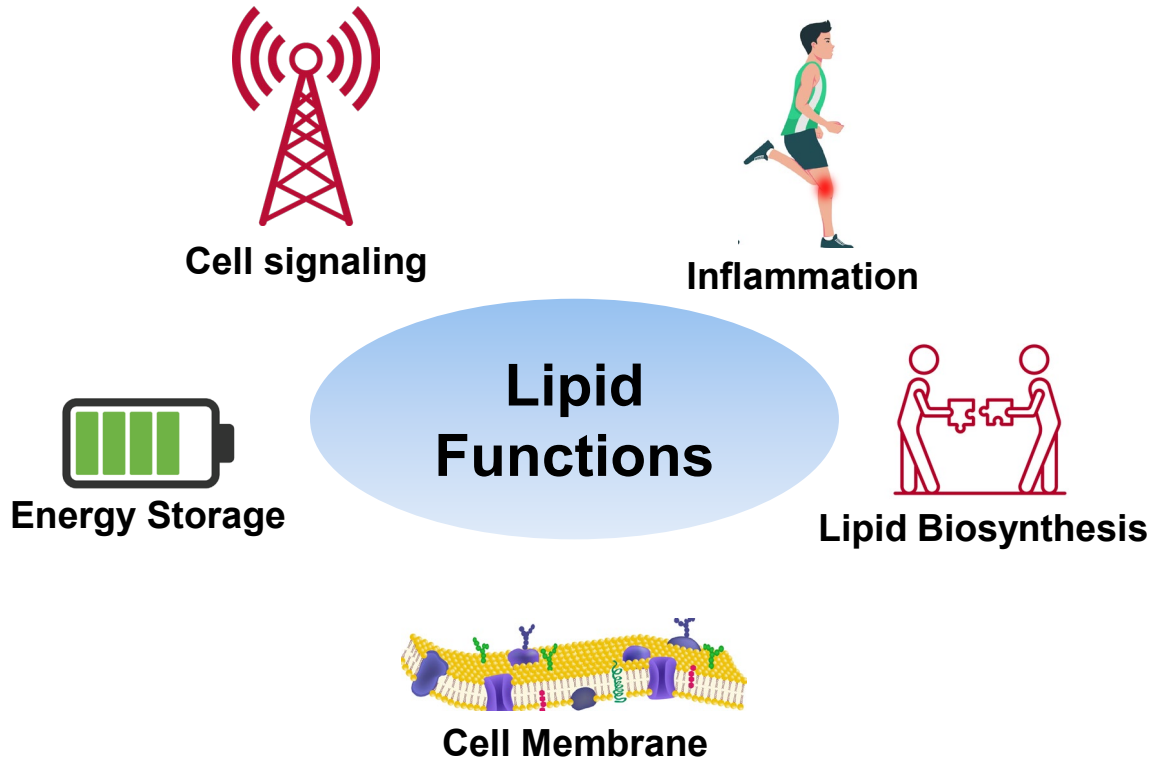 Cell signaling
Inflammation
Lipid
Functions
Energy Storage
Lipid Biosynthesis
Cell Membrane